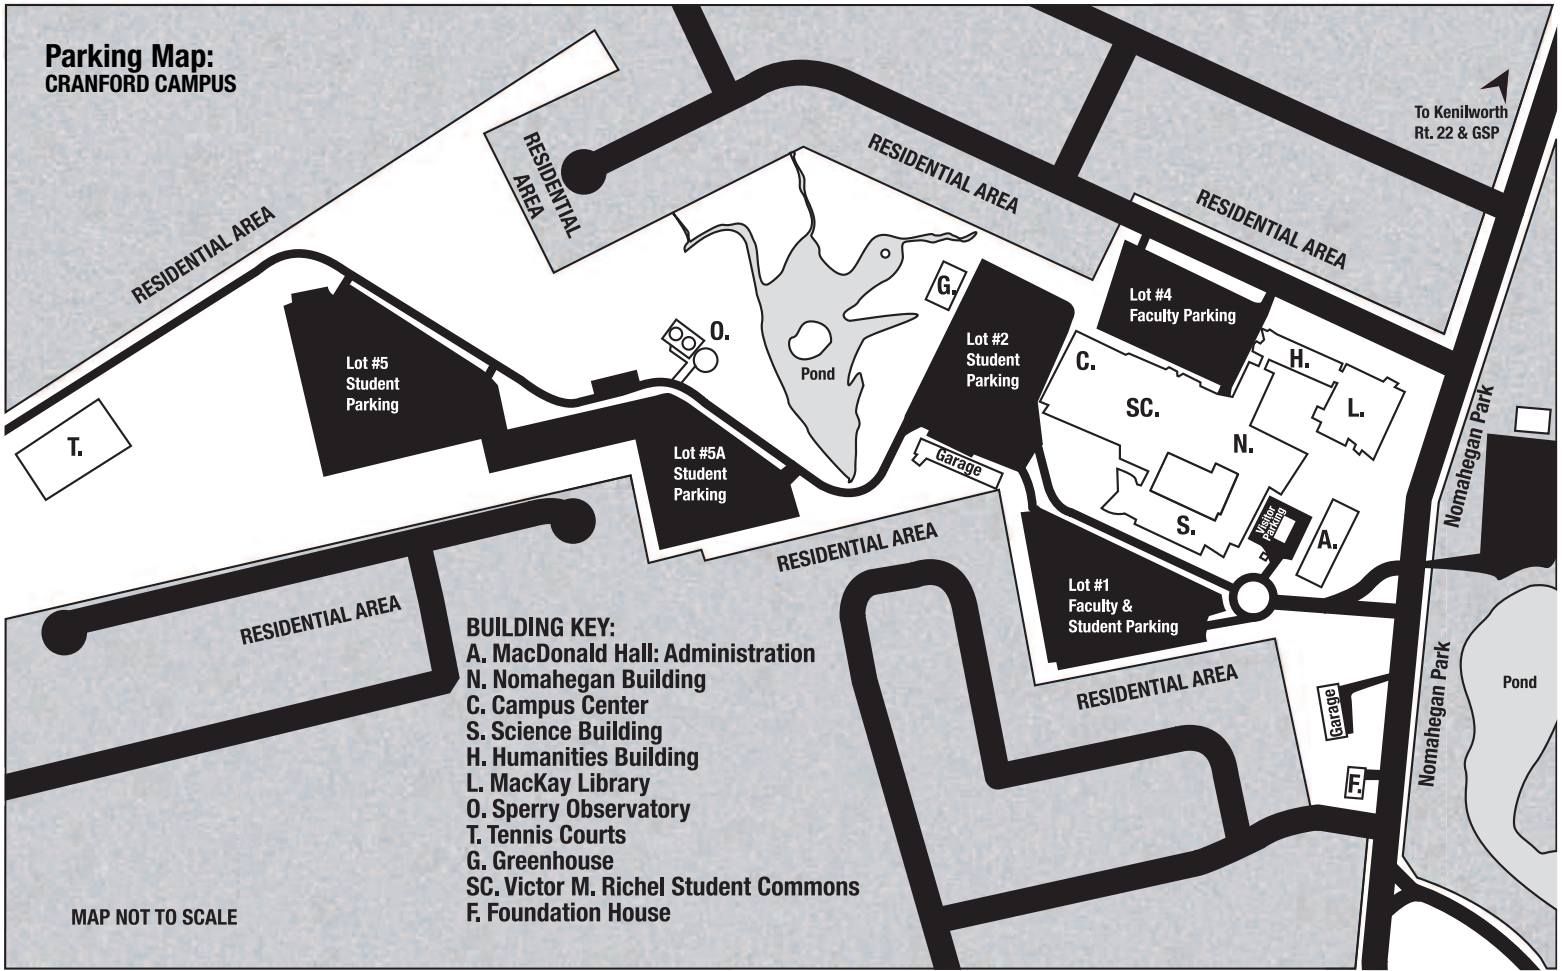 Parking Map:
CRANFORD CAMPUS
To Kenilworth
Rt. 22 & GSP
RESIDENTIAL
AREA
RESIDENTIAL AREA
RESIDENTIAL AREA
RESIDENTIAL AREA
Lot #4
Faculty Parking
G.
O.
Lot #2
Student
Parking
Lot #5
Student
Parking
Pond
C.
H.
SC.
L.
N.
T.
Lot #5A
Student
Parking
Garage
Nomahegan Park
Visitor
Parking
S.
A.
RESIDENTIAL AREA
Lot #1
Faculty &
Student Parking
RESIDENTIAL AREA
RESIDENTIAL AREA
Nomahegan Park
Pond
Garage
F.
BUILDING KEY:
A. MacDonald Hall: Administration
N. Nomahegan Building
C. Campus Center
S. Science Building
H. Humanities Building
L. MacKay Library
O. Sperry Observatory
T. Tennis Courts
G. Greenhouse
SC. Victor M. Richel Student Commons
F. Foundation House
MAP NOT TO SCALE